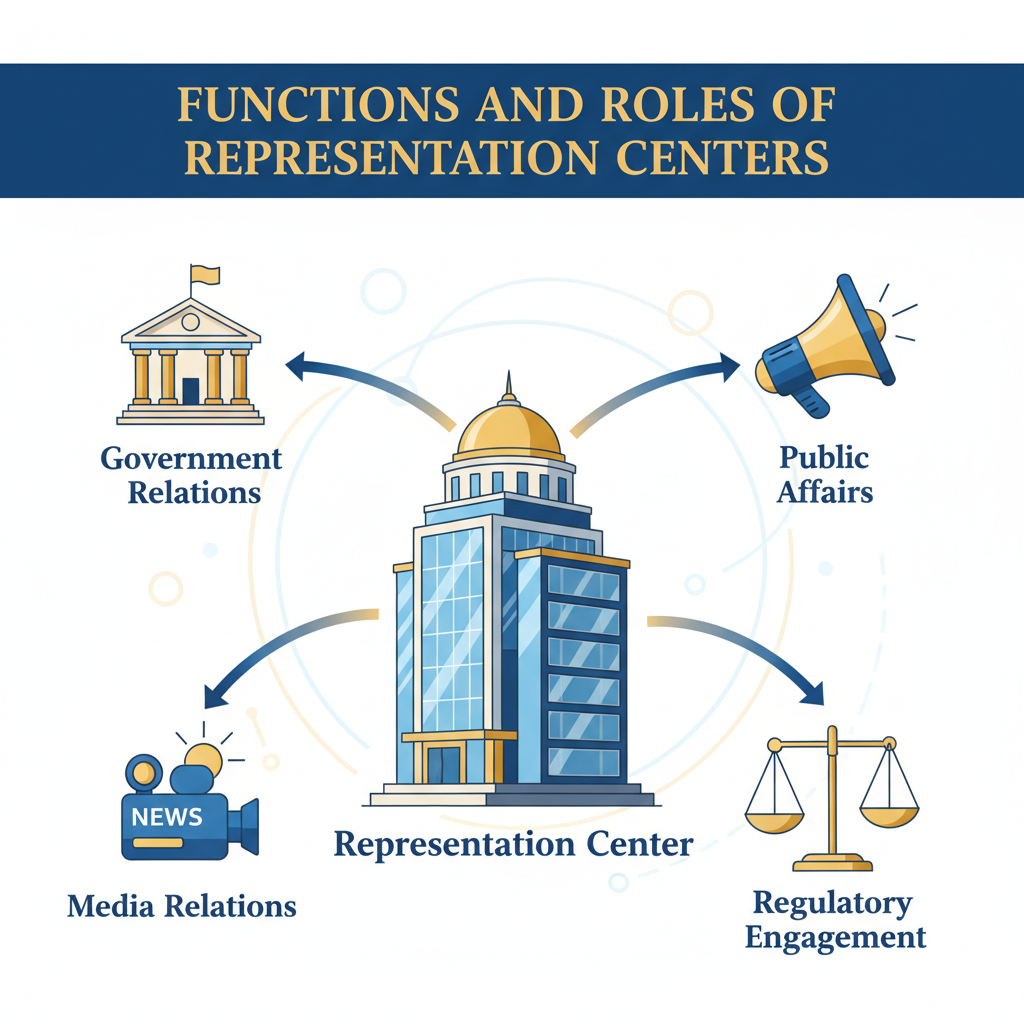 FUNCTIONS AND ROLES OF
REPRESENTATION CENTERS
Government
Relations
Public
Affairs
NEWS
Media Relations
Representation Center
Regulatory
Engagement